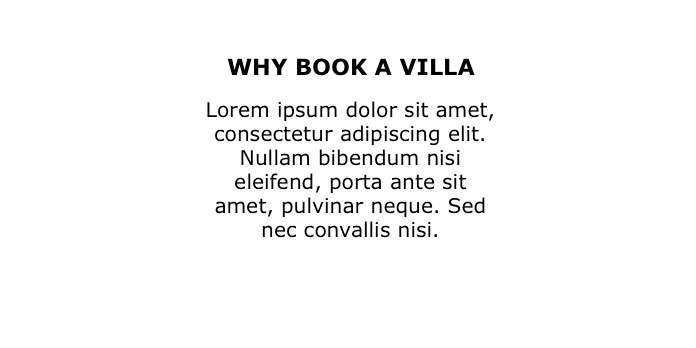 WHY BOOK A VILLA
Lorem ipsum dolor sit amet,
consectetur adipiscing elit.
Nullam bibendum nisi
eleifend, porta ante sit
amet, pulvinar neque. Sed
nec convallis nisi.